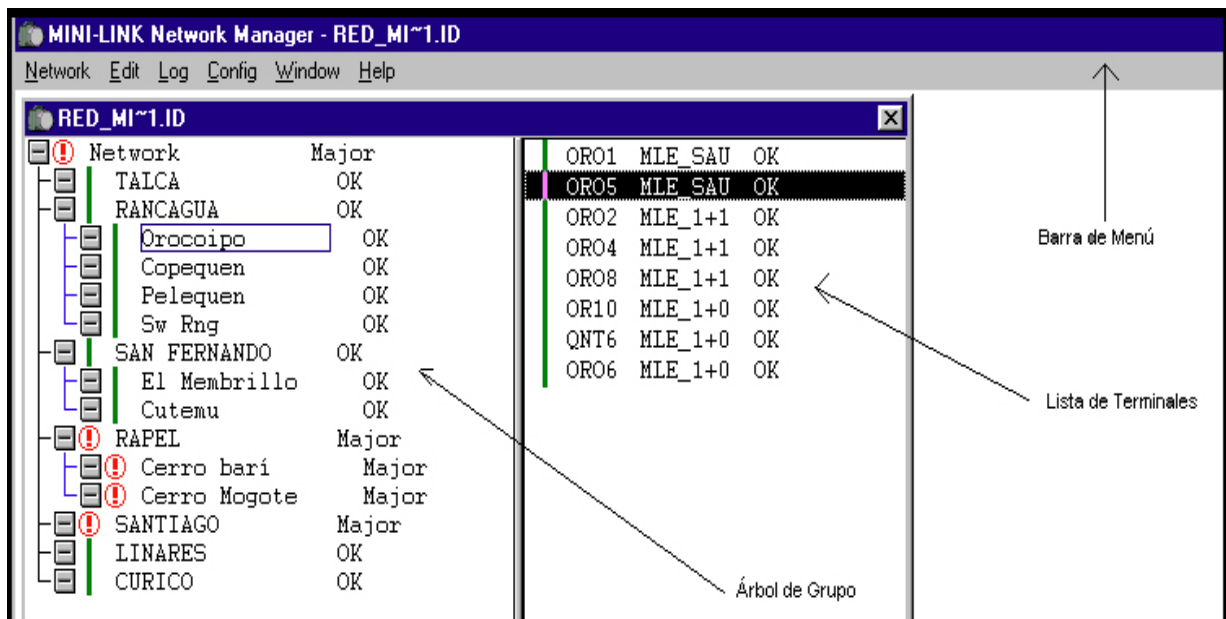 MINI-LINK Network Manager - RED_MI~1.ID
Network Edit Log Config Window Help
RED_MI~1.ID
Network Major
TALCA OK
RANCAGUA OK
Orocoipo OK
Copequen OK
Pelequen OK
Sw Rng OK
SAN FERNANDO OK
El Membrillo OK
Cutemu OK
RAPEL Major
Cerro barí Major
Cerro Mogote Major
SANTIAGO Major
LINARES OK
CURICO OK
ORO1 MLE_SAU OK
ORO5 MLE_SAU OK
ORO2 MLE_1+1 OK
ORO4 MLE_1+1 OK
ORO8 MLE_1+1 OK
OR10 MLE_1+0 OK
QNT6 MLE_1+0 OK
ORO6 MLE_1+0 OK
Barra de Menú
Lista de Terminales
Árbol de Grupo